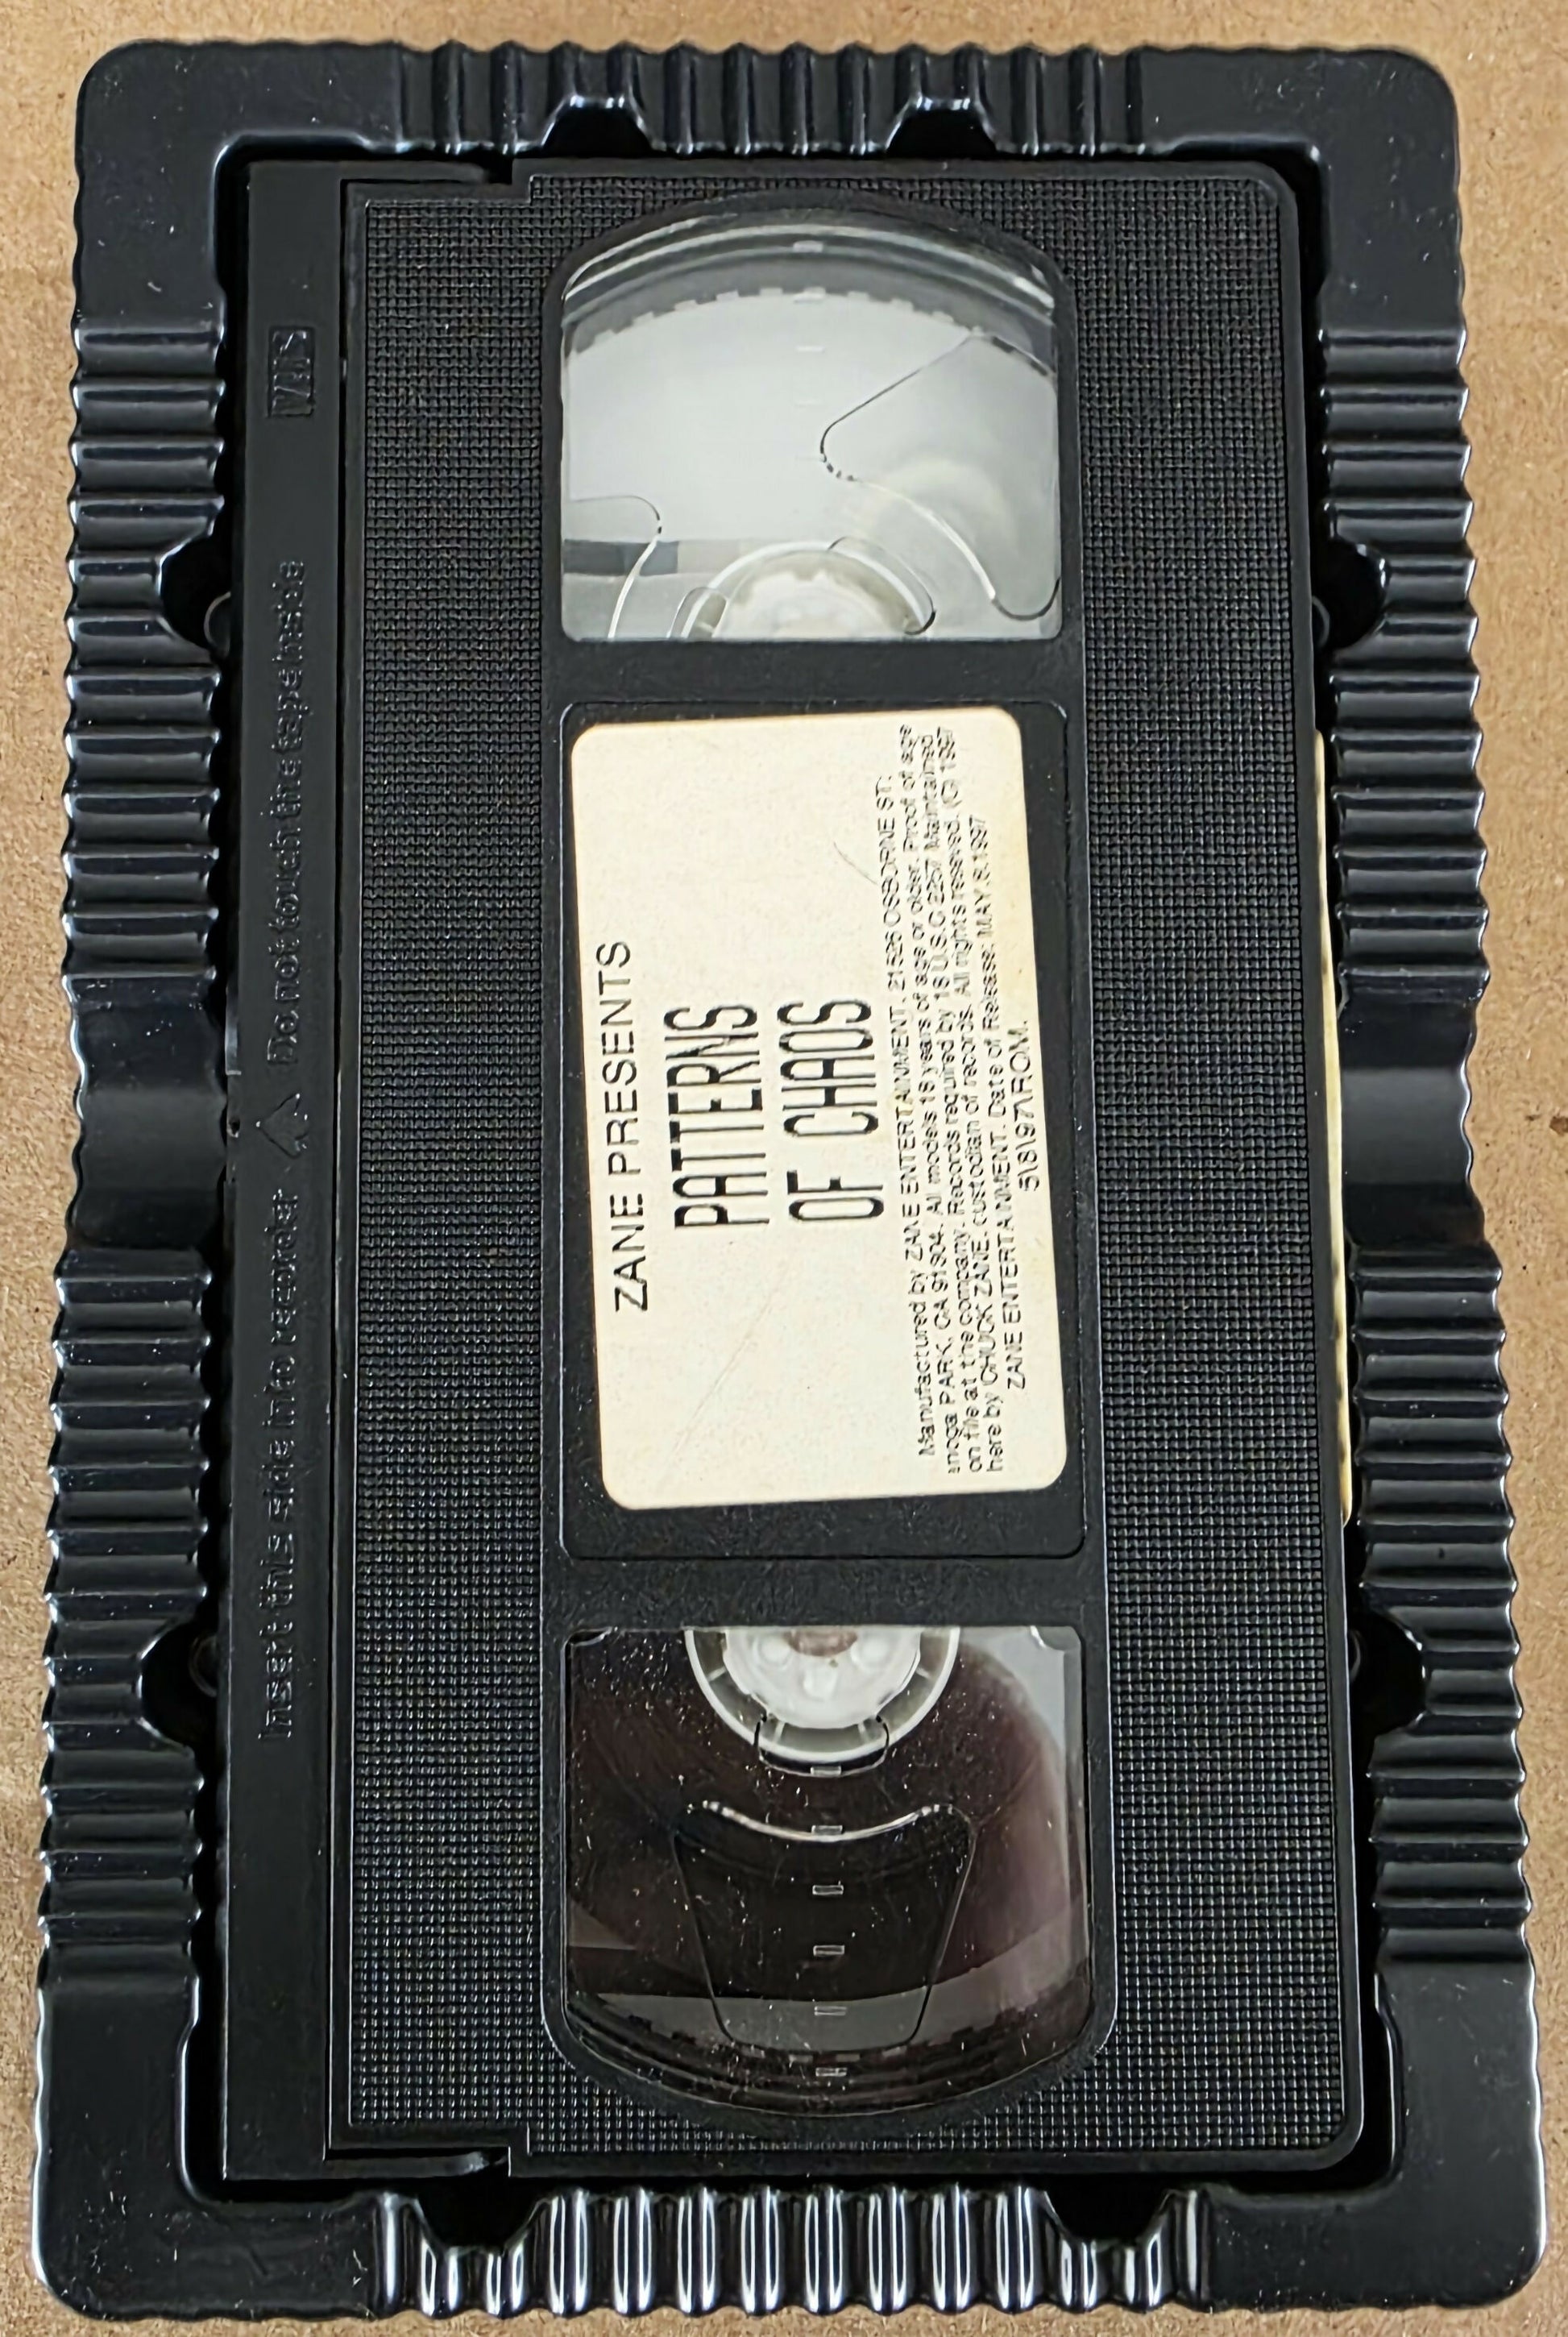 VHS
Insert this side into recorder △ Do not touch the tape inside
ZANE PRESENTS
PATTERNS
OF CHAOS
Manufactured by ZANE ENTERTAINMENT, 21526 OSBORNE ST.
anoga PARK, CA 91304. All models 18 years of age or older. Proof of age
on file at the company. Records required by 18 U.S.C 2257 Maintained
here by CHUCK ZANE, custodian of records. All rights reseved. (C) 1997
ZANE ENTERTAINMENT. Date of Release: MAY.8.1997
5\8\97\ROM.